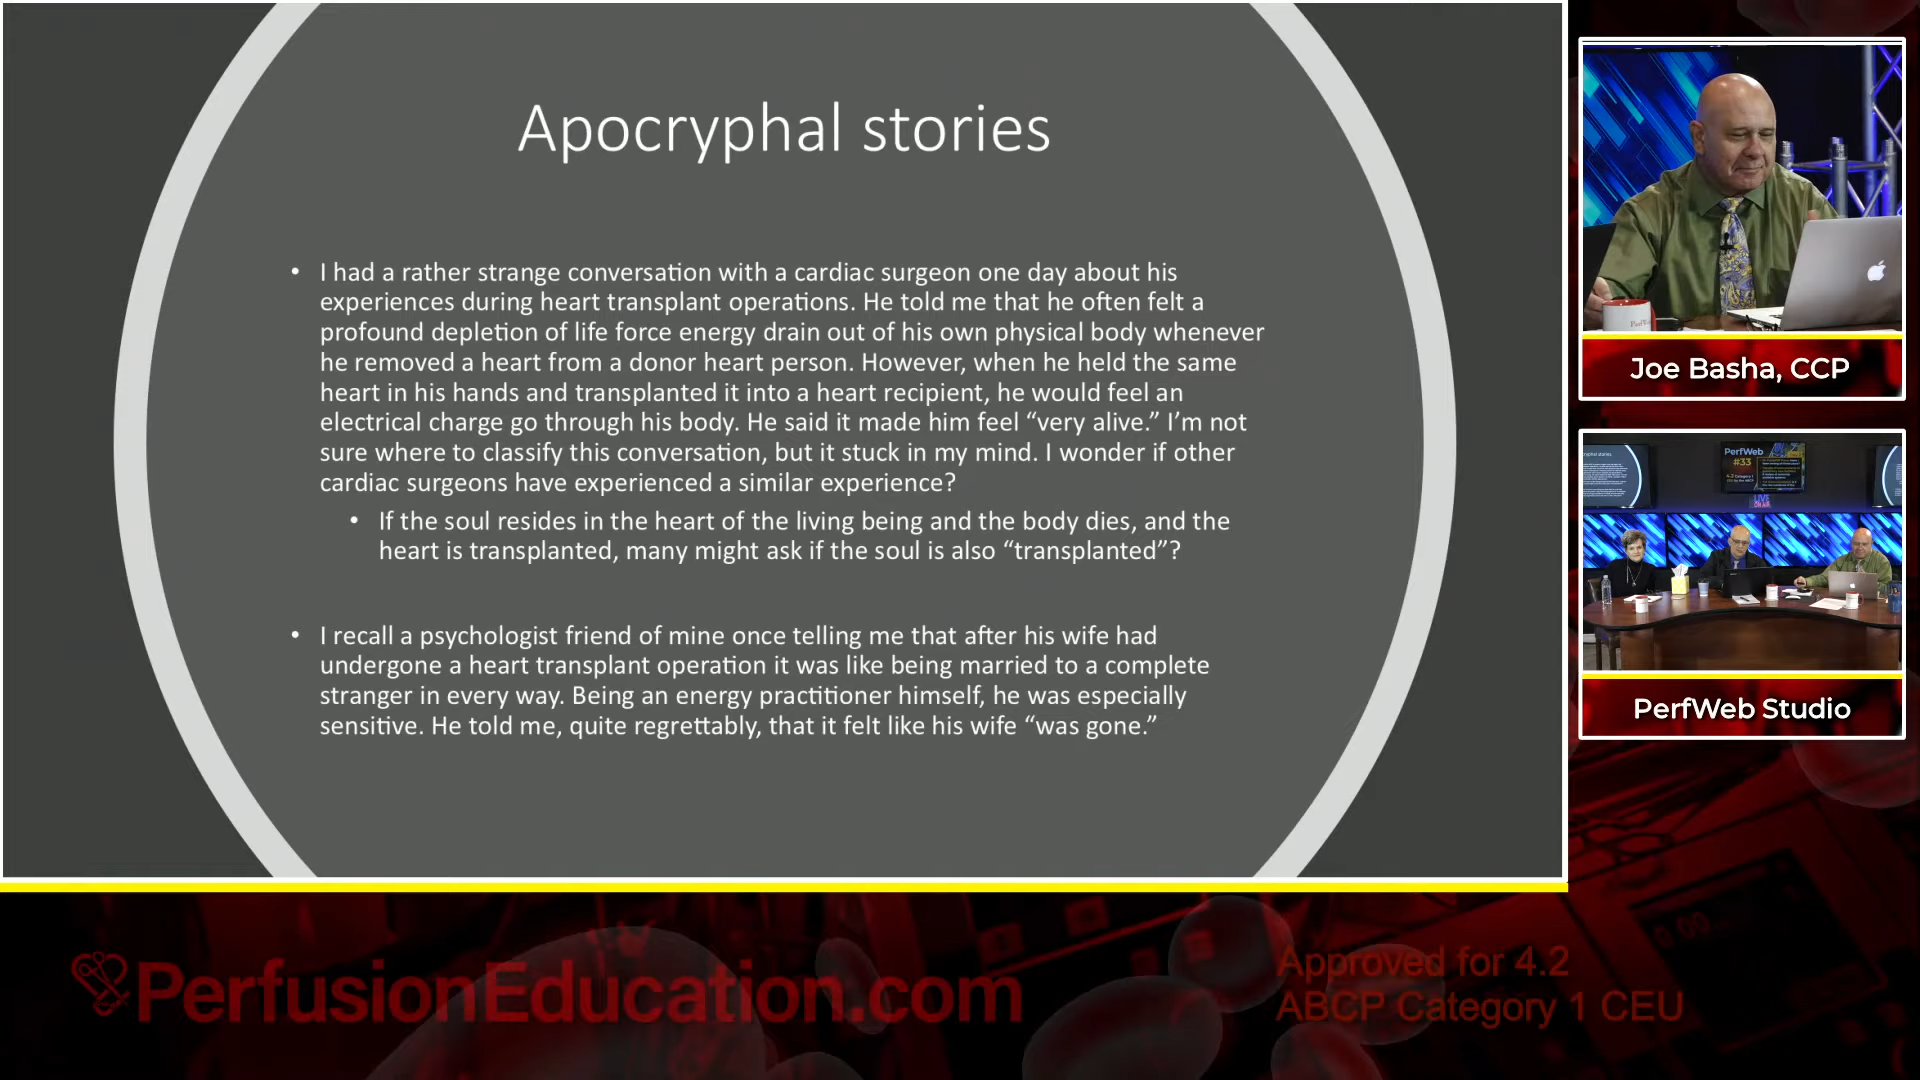 Apocryphal stories
• I had a rather strange conversation with a cardiac surgeon one day about his
experiences during heart transplant operations. He told me that he often felt a
profound depletion of life force energy drain out of his own physical body whenever
he removed a heart from a donor heart person. However, when he held the same
heart in his hands and transplanted it into a heart recipient, he would feel an
electrical charge go through his body. He said it made him feel “very alive.” I’m not
sure where to classify this conversation, but it stuck in my mind. I wonder if other
cardiac surgeons have experienced a similar experience?
• If the soul resides in the heart of the living being and the body dies, and the
heart is transplanted, many might ask if the soul is also “transplanted”?
• I recall a psychologist friend of mine once telling me that after his wife had
undergone a heart transplant operation it was like being married to a complete
stranger in every way. Being an energy practitioner himself, he was especially
sensitive. He told me, quite regrettably, that it felt like his wife “was gone.”
Joe Basha, CCP
PerfWeb
#33
LIVE
ON AIR
PerfWeb Studio
PerfusionEducation.com
Approved for 4.2
ABCP Category 1 CEU